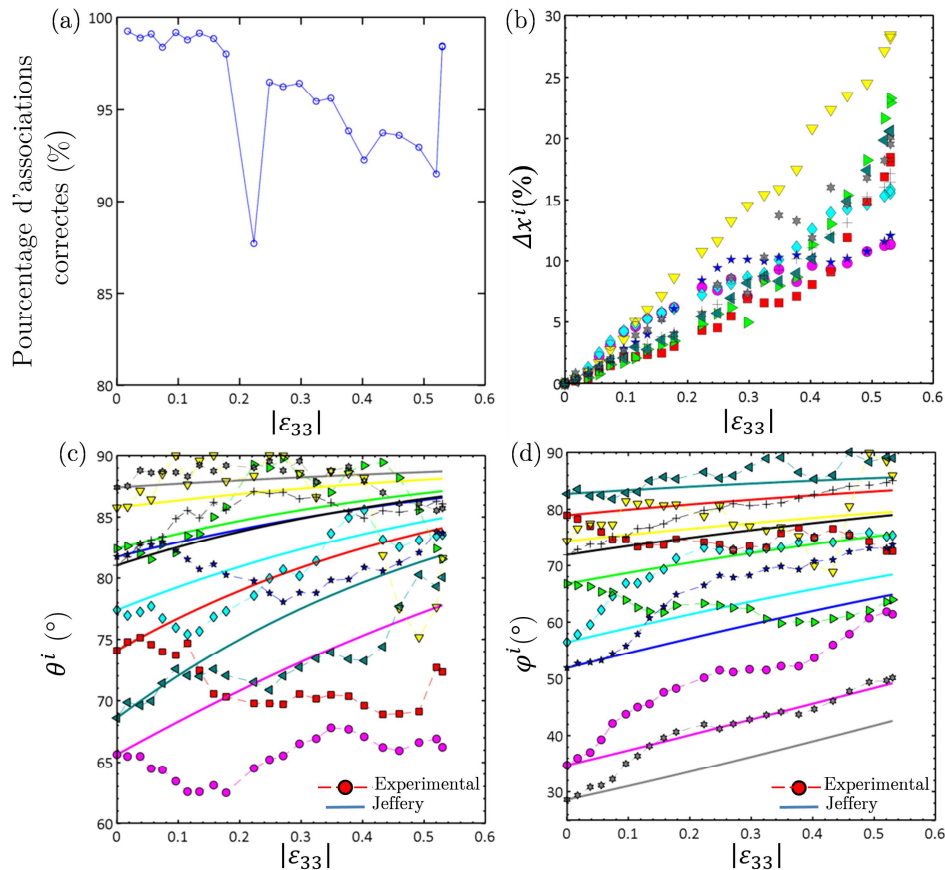 (a)
Pourcentage d'associations
correctes (%)
100
95
90
85
80
0 0.1 0.2 0.3 0.4 0.5 0.6
|ε₃₃|
(b)
Δxⁱ(%)
30
25
20
15
10
5
0
0 0.1 0.2 0.3 0.4 0.5 0.6
|ε₃₃|
(c)
θⁱ (°)
90
85
80
75
70
65
60
0 0.1 0.2 0.3 0.4 0.5 0.6
|ε₃₃|
Experimental
Jeffery
(d)
φⁱ(°)
90
80
70
60
50
40
30
0 0.1 0.2 0.3 0.4 0.5 0.6
|ε₃₃|
Experimental
Jeffery